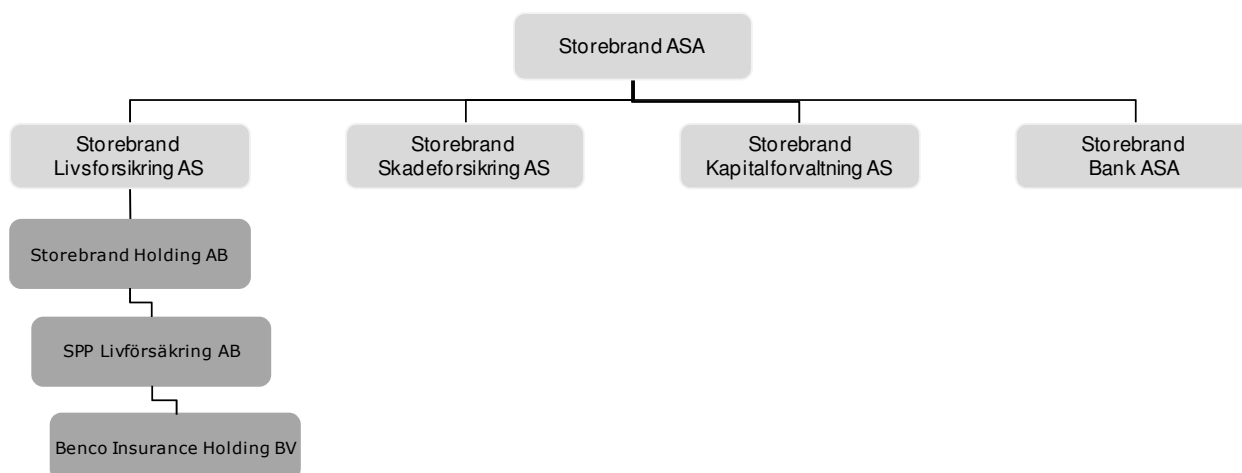 Storebrand ASA
Storebrand
Livsforsikring AS
Storebrand
Skadeforsikring AS
Storebrand
Kapitalforvaltning AS
Storebrand
Bank ASA
Storebrand Holding AB
SPP Livförsäkring AB
Benco Insurance Holding BV